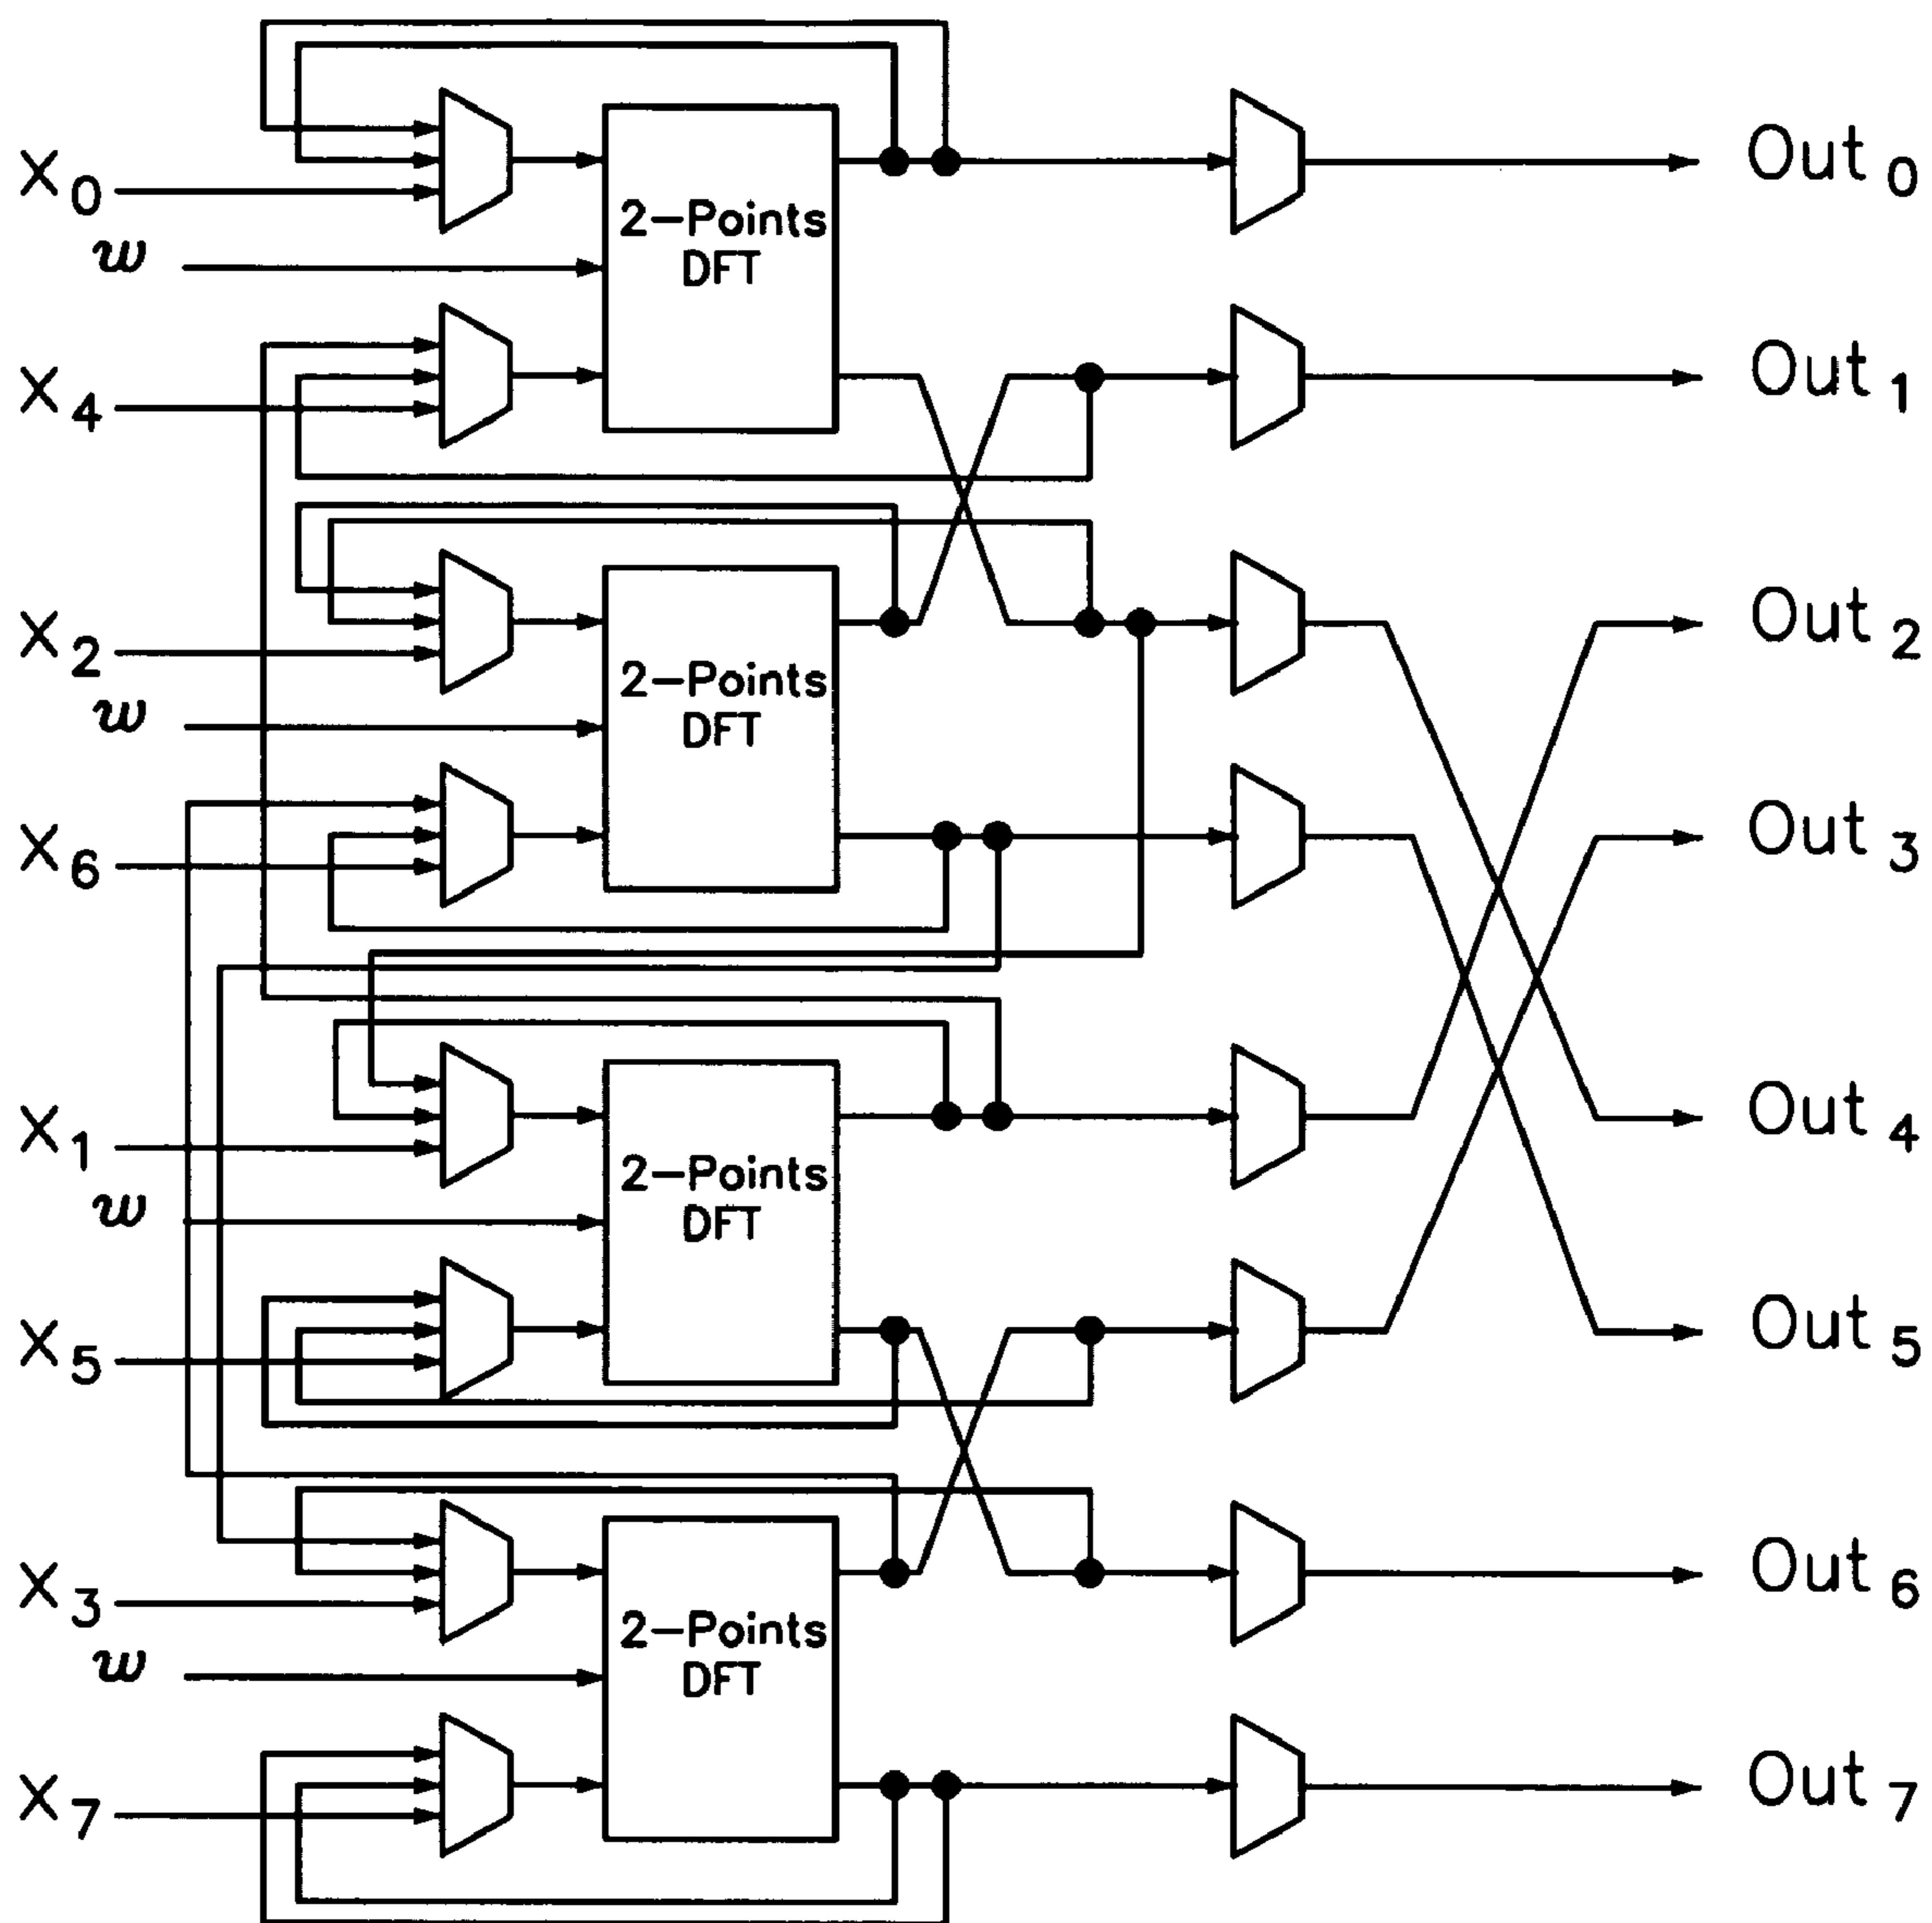 X0
Out0
w
2-Points
DFT
X4
Out1
X2
Out2
w
2-Points
DFT
X6
Out3
X1
Out4
w
2-Points
DFT
X5
Out5
X3
Out6
w
2-Points
DFT
X7
Out7